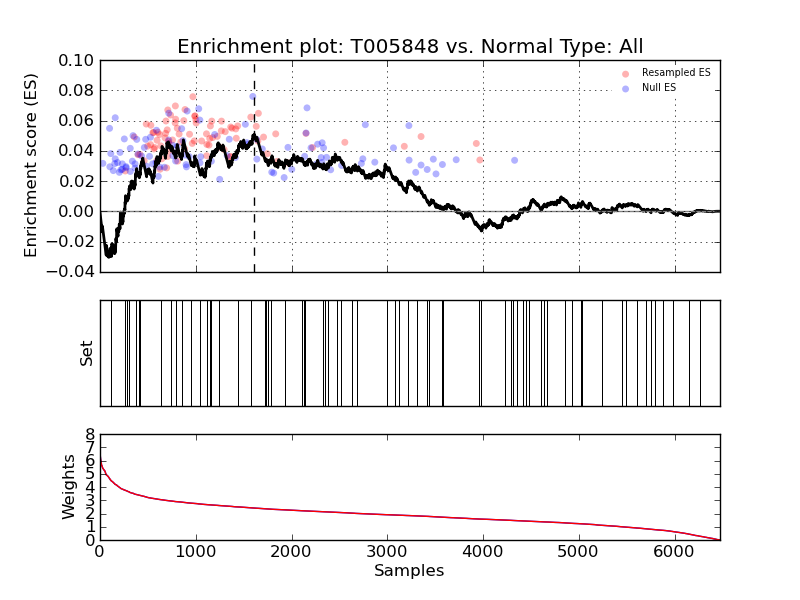 Enrichment plot: T005848 vs. Normal Type: All
Enrichment score (ES)
0.10
0.08
0.06
0.04
0.02
0.00
−0.02
−0.04
Resampled ES
Null ES
Set
Weights
8
7
6
5
4
3
2
1
0
0 1000 2000 3000 4000 5000 6000
Samples